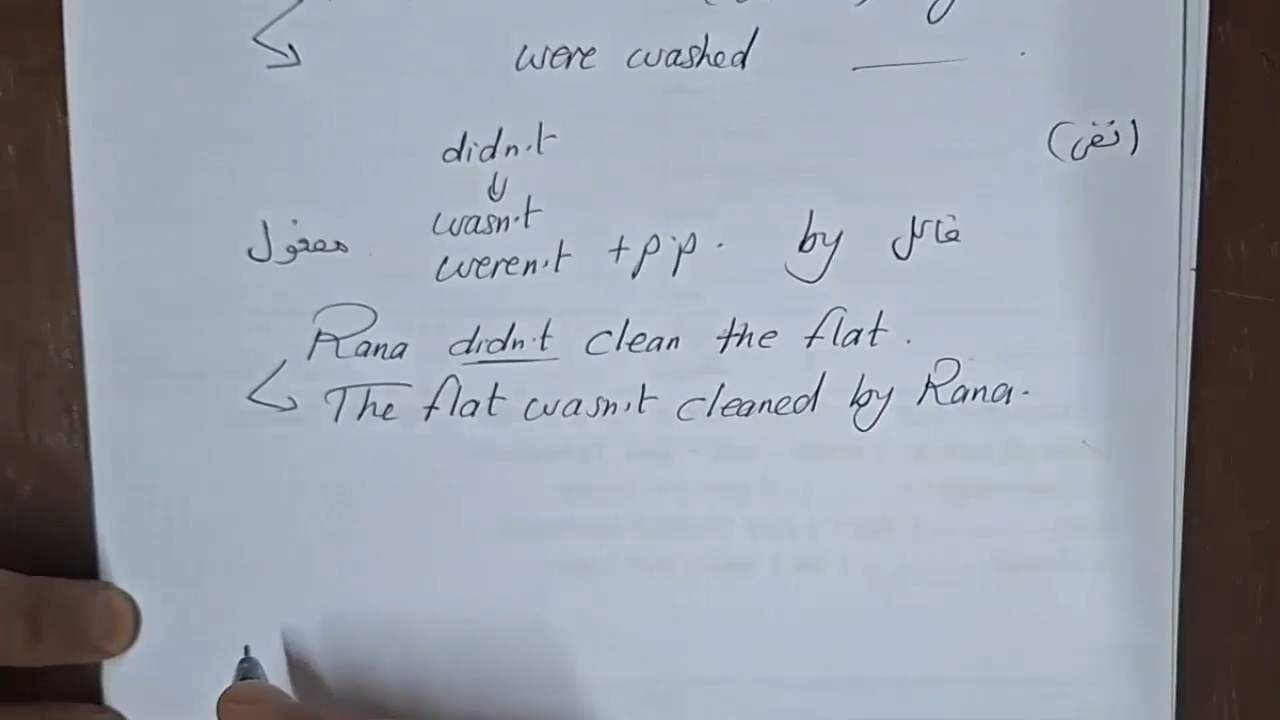 were washed ———— .
didn't (نفي)
⇓
wasn't
مفعول weren't + p.p. by فاعل
Rana didn't clean the flat.
The flat wasn't cleaned by Rana.